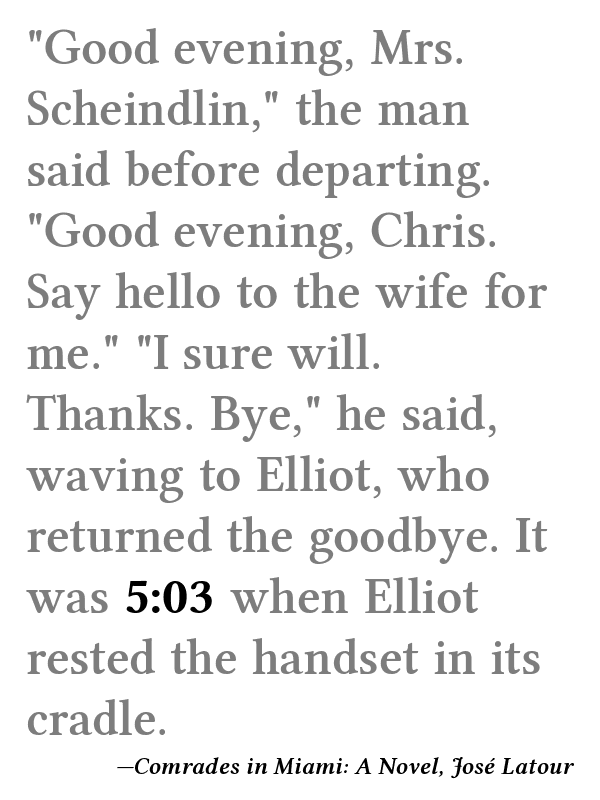 "Good evening, Mrs.
Scheindlin," the man
said before departing.
"Good evening, Chris.
Say hello to the wife for
me." "I sure will.
Thanks. Bye," he said,
waving to Elliot, who
returned the goodbye. It
was 5:03 when Elliot
rested the handset in its
cradle.
—Comrades in Miami: A Novel, José Latour